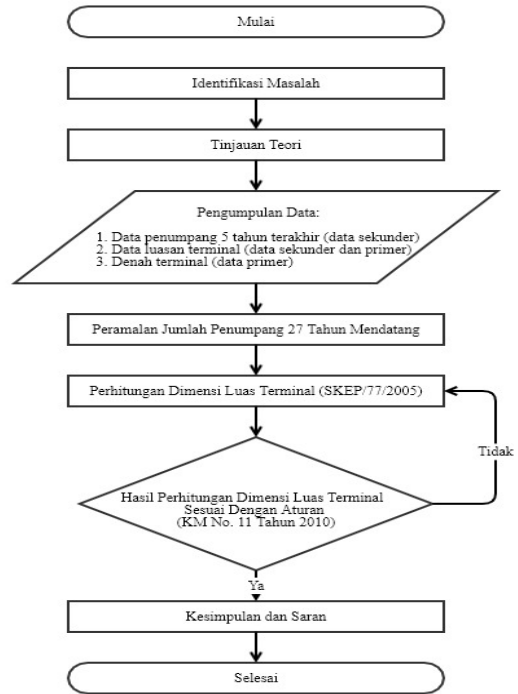 Mulai
Identifikasi Masalah
Tinjauan Teori
Pengumpulan Data:
1. Data penumpang 5 tahun terakhir (data sekunder)
2. Data luasan terminal (data sekunder dan primer)
3. Denah terminal (data primer)
Peramalan Jumlah Penumpang 27 Tahun Mendatang
Perhitungan Dimensi Luas Terminal (SKEP/77/2005)
Tidak
Hasil Perhitungan Dimensi Luas Terminal
Sesuai Dengan Aturan
(KM No. 11 Tahun 2010)
Ya
Kesimpulan dan Saran
Selesai